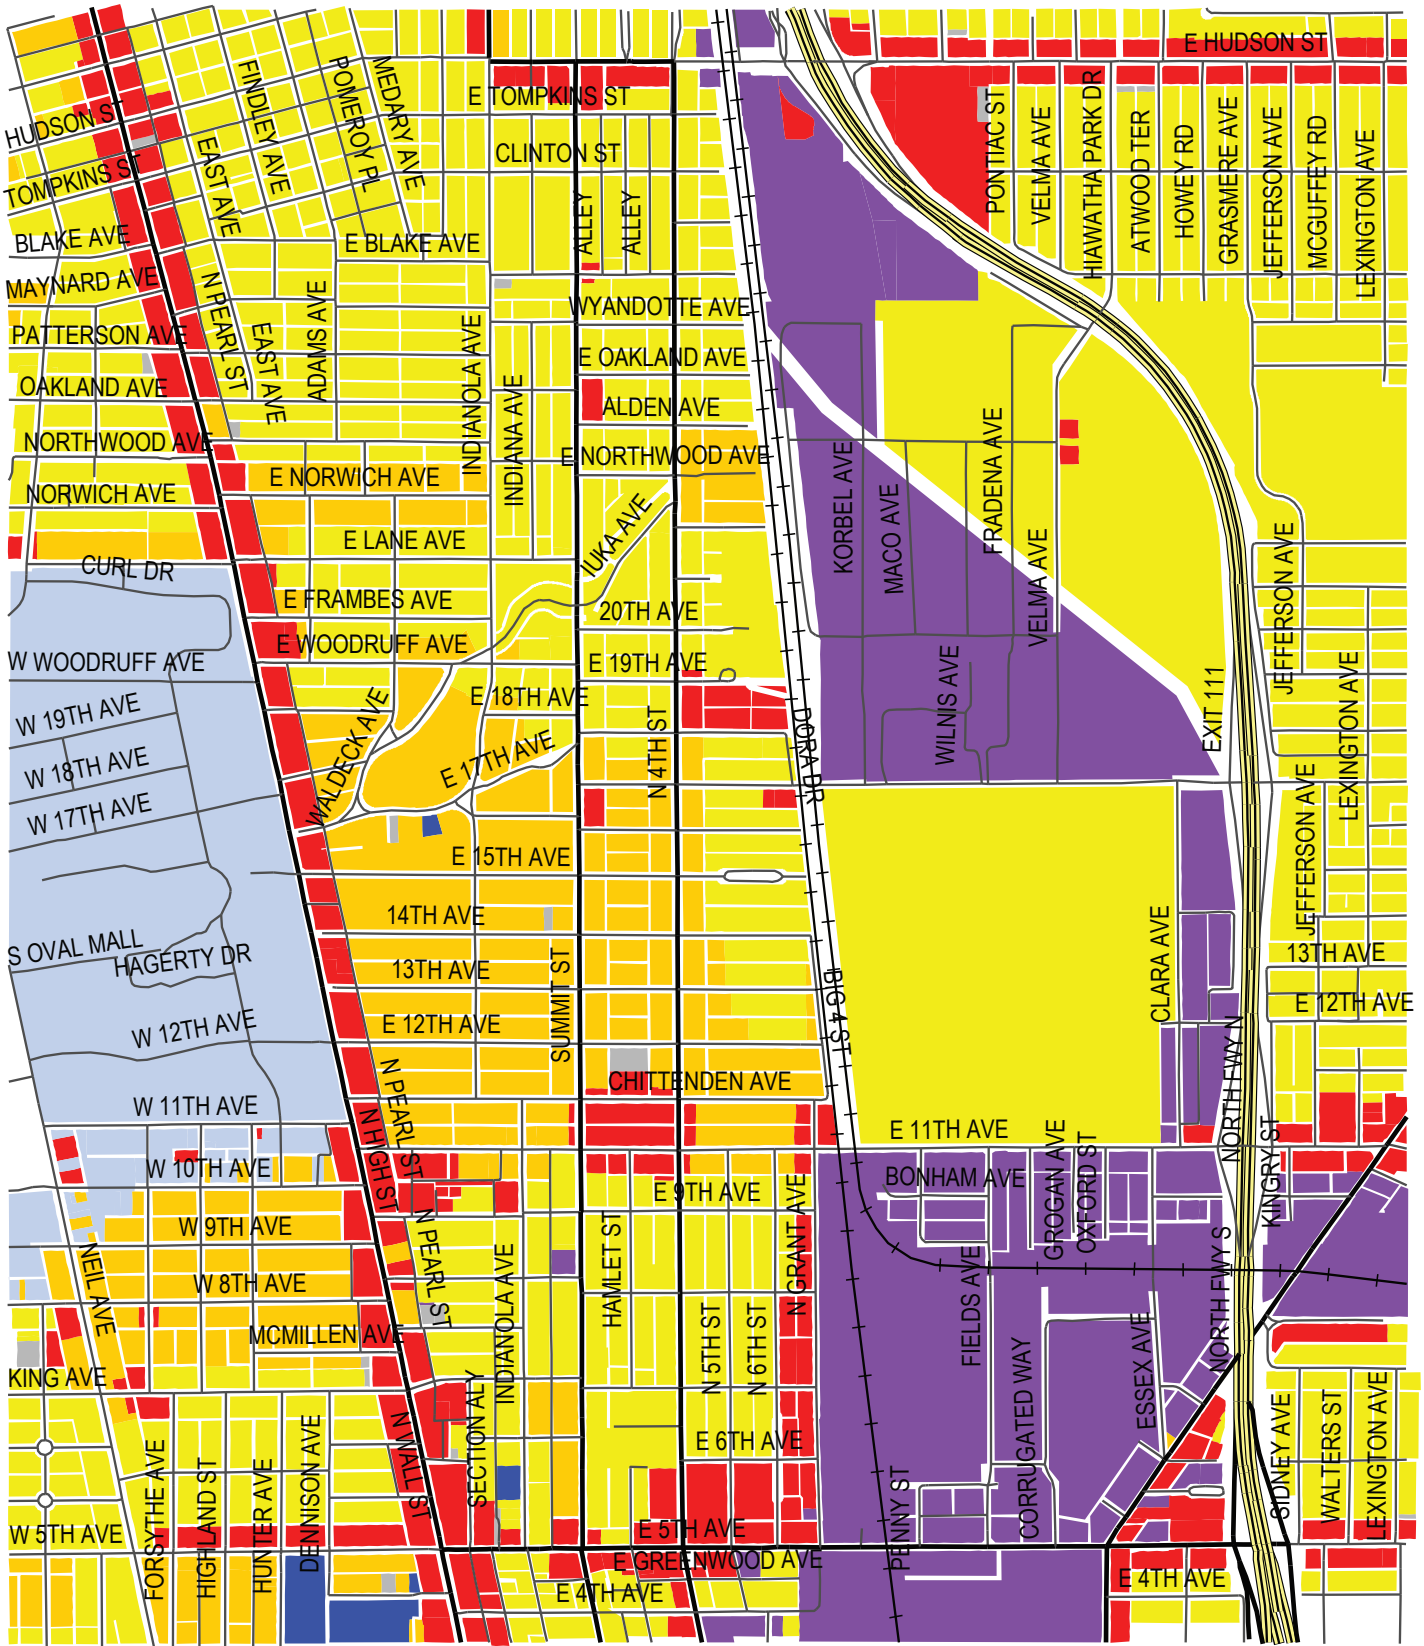 E HUDSON ST
FINDLEY AVE
POMEROY PL
MEDARY AVE
E TOMPKINS ST
HUDSON ST
PONTIAC ST
VELMA AVE
HIAWATHA PARK DR
ATWOOD TER
HOWEY RD
GRASMERE AVE
JEFFERSON AVE
MCGUFFEY RD
LEXINGTON AVE
CLINTON ST
TOMPKINS ST
EAST AVE
ALLEY
ALLEY
BLAKE AVE
E BLAKE AVE
MAYNARD AVE
N PEARL ST
ADAMS AVE
WYANDOTTE AVE
PATTERSON AVE
EAST AVE
INDIANOLA AVE
E OAKLAND AVE
OAKLAND AVE
INDIANA AVE
ALDEN AVE
NORTHWOOD AVE
E NORTHWOOD AVE
KORBEL AVE
FRADENA AVE
NORWICH AVE
E NORWICH AVE
MACO AVE
IUKA AVE
E LANE AVE
CURL DR
VELMA AVE
JEFFERSON AVE
E FRAMBES AVE
20TH AVE
E WOODRUFF AVE
W WOODRUFF AVE
E 19TH AVE
WILNIS AVE
EXIT 111
LEXINGTON AVE
W 19TH AVE
WALDECK AVE
E 18TH AVE
N 4TH ST
DORA DR
W 18TH AVE
E 17TH AVE
W 17TH AVE
JEFFERSON AVE
E 15TH AVE
14TH AVE
S OVAL MALL
HAGERTY DR
13TH AVE
SUMMIT ST
BIG 4 ST
CLARA AVE
13TH AVE
E 12TH AVE
W 12TH AVE
E 12TH AVE
NORTH FWY N
CHITTENDEN AVE
N PEARL ST
W 11TH AVE
N HIGH ST
E 11TH AVE
GROGAN AVE
OXFORD ST
KINGRY ST
W 10TH AVE
BONHAM AVE
E 9TH AVE
N GRANT AVE
W 9TH AVE
N PEARL ST
HAMLET ST
NEIL AVE
INDIANOLA AVE
FIELDS AVE
NORTH FWY S
W 8TH AVE
MCMILLEN AVE
N 5TH ST
N 6TH ST
CORRUGATED WAY
ESSEX AVE
KING AVE
SECTION ALY
SIDNEY AVE
WALTERS ST
LEXINGTON AVE
N WALL ST
E 6TH AVE
FORSYTHE AVE
HIGHLAND ST
HUNTER AVE
DENNISON AVE
PENNY ST
W 5TH AVE
E 5TH AVE
E GREENWOOD AVE
E 4TH AVE
E 4TH AVE